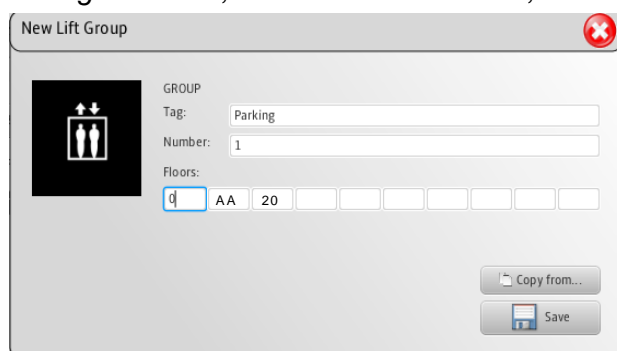 New Lift Group
GROUP
Tag: Parking
Number: 1
Floors:
0 AA 20
Copy from...
Save